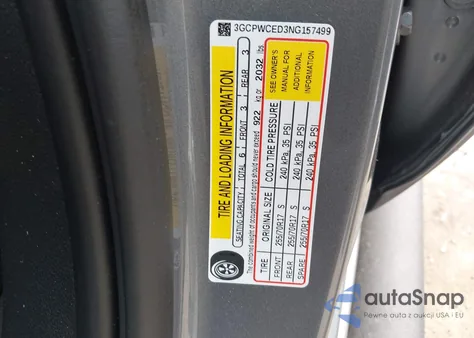 3GCPWCED3NG157499
TIRE AND LOADING INFORMATION
SEATING CAPACITY TOTAL 6 FRONT 3 REAR 3
The combined weight of occupants and cargo should never exceed 922 kg or 2032 lbs
TIRE ORIGINAL SIZE COLD TIRE PRESSURE
FRONT 255/70R17 S 240 kPa, 35 PSI
REAR 255/70R17 S 240 kPa, 35 PSI
SPARE 255/70R17 S 240 kPa, 35 PSI
SEE OWNER'S
MANUAL FOR
ADDITIONAL
INFORMATION
autoSnap
Pewne auta z aukcji USA i EU